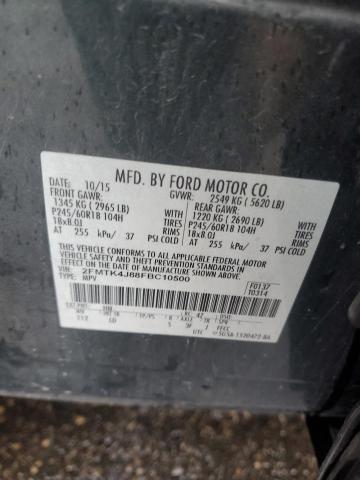 MFD. BY FORD MOTOR CO.
DATE: 10/15 GVWR: 2549 KG ( 5620 LB)
FRONT GAWR: REAR GAWR:
1345 KG ( 2965 LB) 1220 KG ( 2690 LB)
P245/60R18 104H TIRES P245/60R18 104H TIRES
18x8.0J RIMS 18x8.0J RIMS
AT 255 kPa/ 37 PSI COLD AT 255 kPa/ 37 PSI COLD
THIS VEHICLE CONFORMS TO ALL APPLICABLE FEDERAL MOTOR VEHICLE
SAFETY, BUMPER, AND THEFT PREVENTION STANDARDS IN EFFECT ON THE
DATE OF MANUFACTURE SHOWN ABOVE.
VIN: 2FMTK4J88FBC10500
TYPE: MPV
F0137
10314